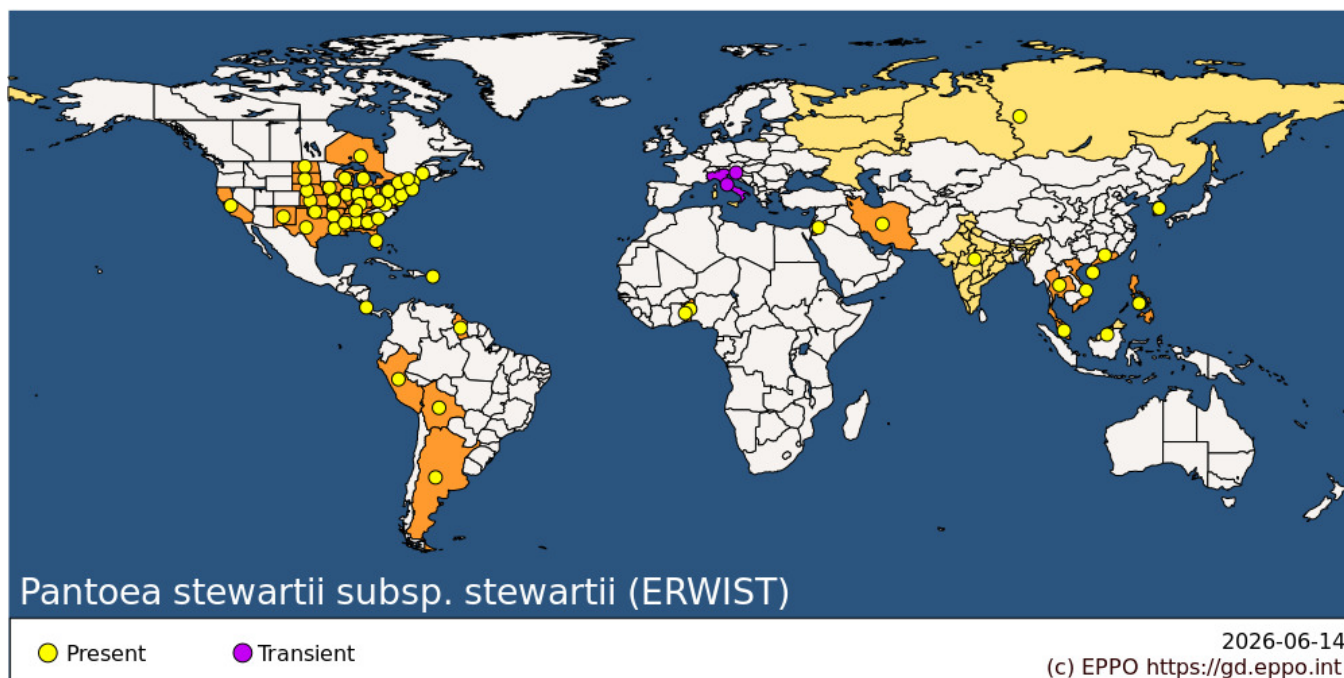 Pantoea stewartii subsp. stewartii (ERWIST)
Present
Transient
2026-06-14
(c) EPPO https://gd.eppo.int